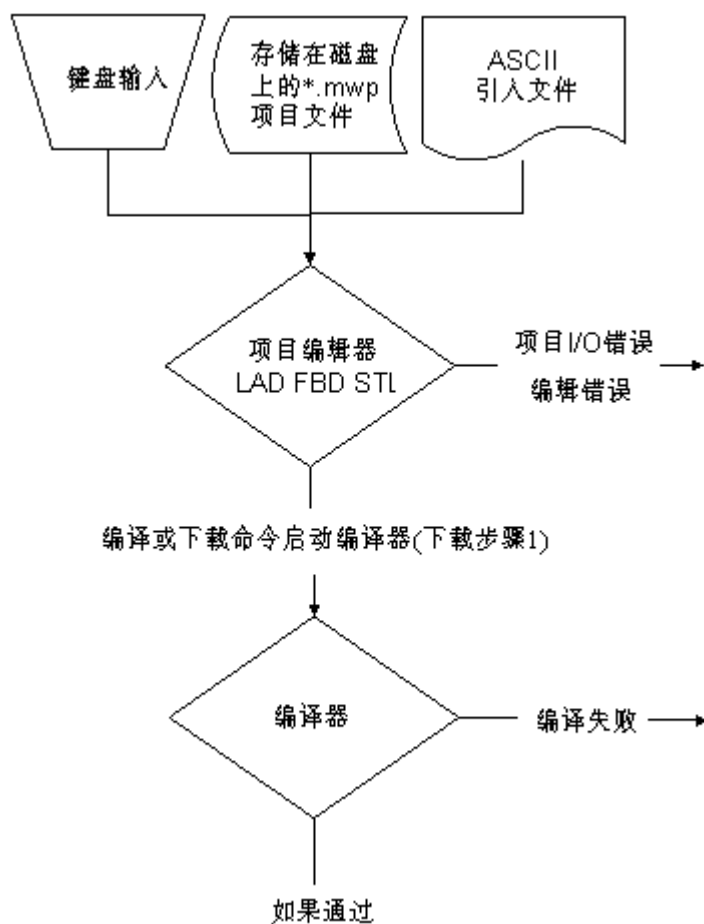 键盘输入
存储在磁盘
上的*.mwp
项目文件
ASCII
引入文件
项目编辑器
LAD FBD STL
项目I/O错误
编辑错误
编译或下载命令启动编译器(下载步骤1)
编译器
编译失败
如果通过